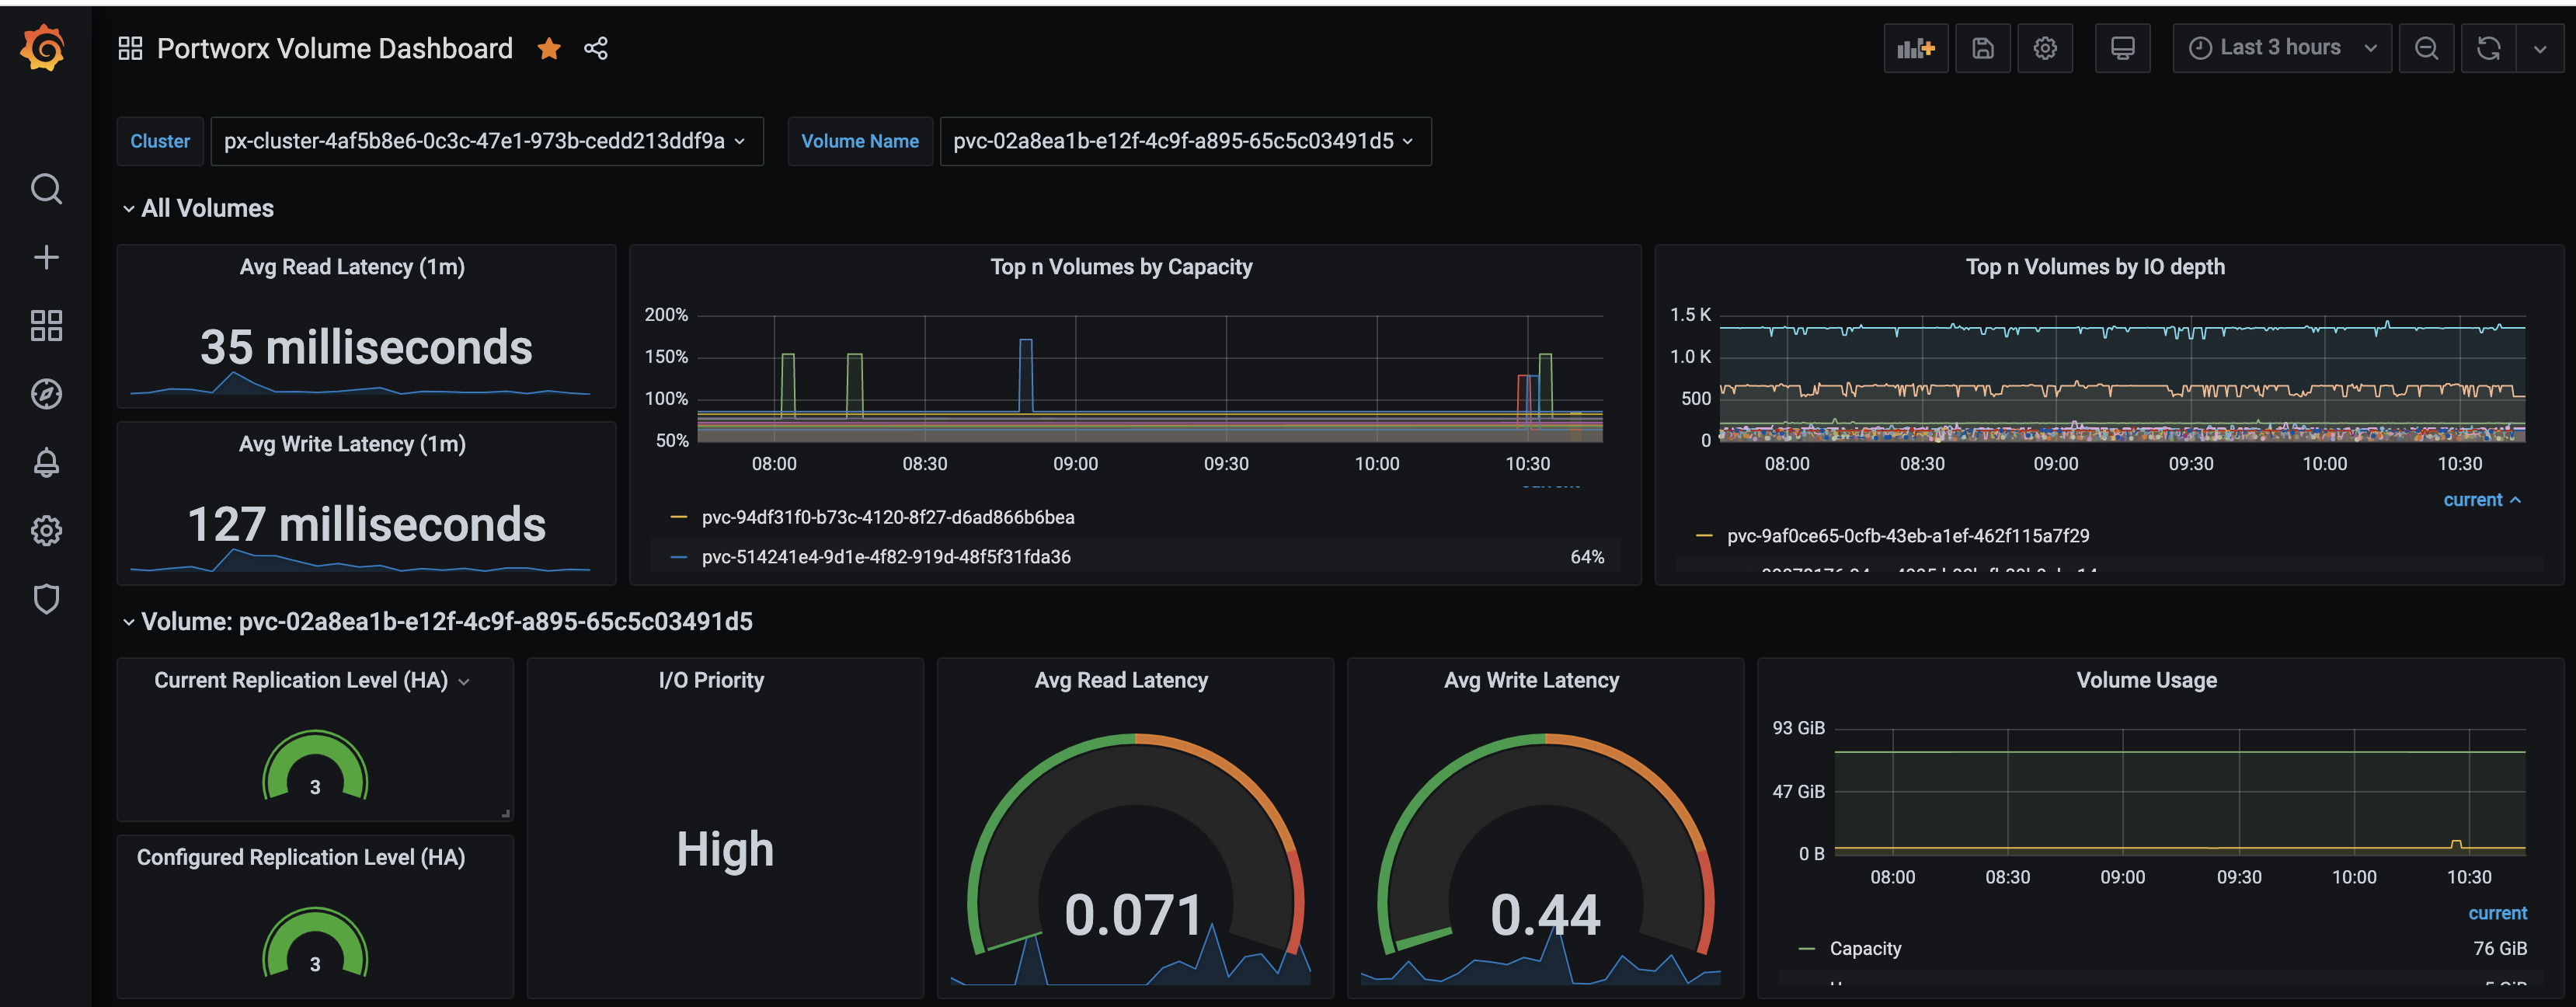 Portworx Volume Dashboard
Last 3 hours
Cluster px-cluster-4af5b8e6-0c3c-47e1-973b-cedd213ddf9a Volume Name pvc-02a8ea1b-e12f-4c9f-a895-65c5c03491d5
All Volumes
Avg Read Latency (1m)
35 milliseconds
Avg Write Latency (1m)
127 milliseconds
Top n Volumes by Capacity
200%
150%
100%
50%
08:00 08:30 09:00 09:30 10:00 10:30
pvc-94df31f0-b73c-4120-8f27-d6ad866b6bea
pvc-514241e4-9d1e-4f82-919d-48f5f31fda36 64%
Top n Volumes by IO depth
1.5 K
1.0 K
500
0
08:00 08:30 09:00 09:30 10:00 10:30
current
pvc-9af0ce65-0cfb-43eb-a1ef-462f115a7f29
Volume: pvc-02a8ea1b-e12f-4c9f-a895-65c5c03491d5
Current Replication Level (HA)
3
Configured Replication Level (HA)
3
I/O Priority
High
Avg Read Latency
0.071
Avg Write Latency
0.44
Volume Usage
93 GiB
47 GiB
0 B
08:00 08:30 09:00 09:30 10:00 10:30
current
Capacity 76 GiB